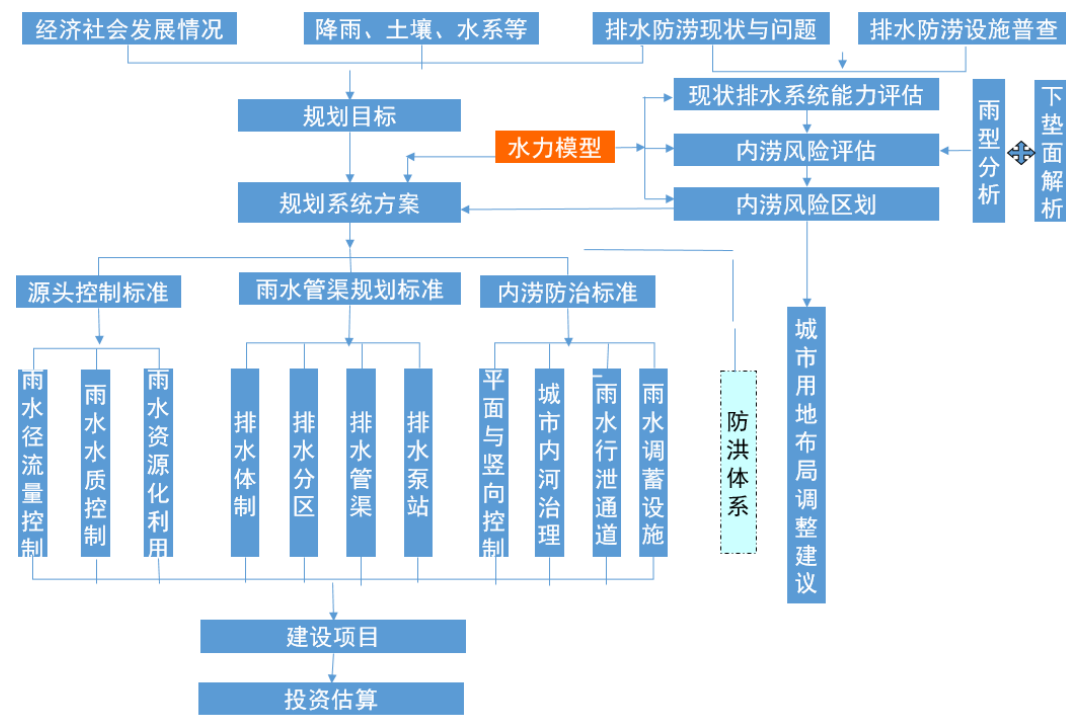 经济社会发展情况
降雨、土壤、水系等
排水防涝现状与问题
排水防涝设施普查
规划目标
现状排水系统能力评估
水力模型
内涝风险评估
雨型分析
下垫面解析
规划系统方案
内涝风险区划
源头控制标准
雨水管渠规划标准
内涝防治标准
雨水径流量控制
雨水水质控制
雨水资源化利用
排水体制
排水分区
排水管渠
排水泵站
平面与竖向控制
城市内河治理
雨水行泄通道
雨水调蓄设施
防洪体系
城市用地布局调整建议
建设项目
投资估算